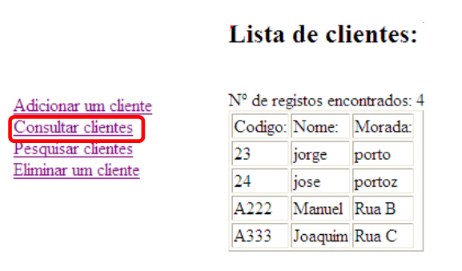 Lista de clientes:
Adicionar um cliente
Consultar clientes
Pesquisar clientes
Eliminar um cliente
Nº de registos encontrados: 4
Codigo: Nome: Morada:
23 jorge porto
24 jose portoz
A222 Manuel Rua B
A333 Joaquim Rua C